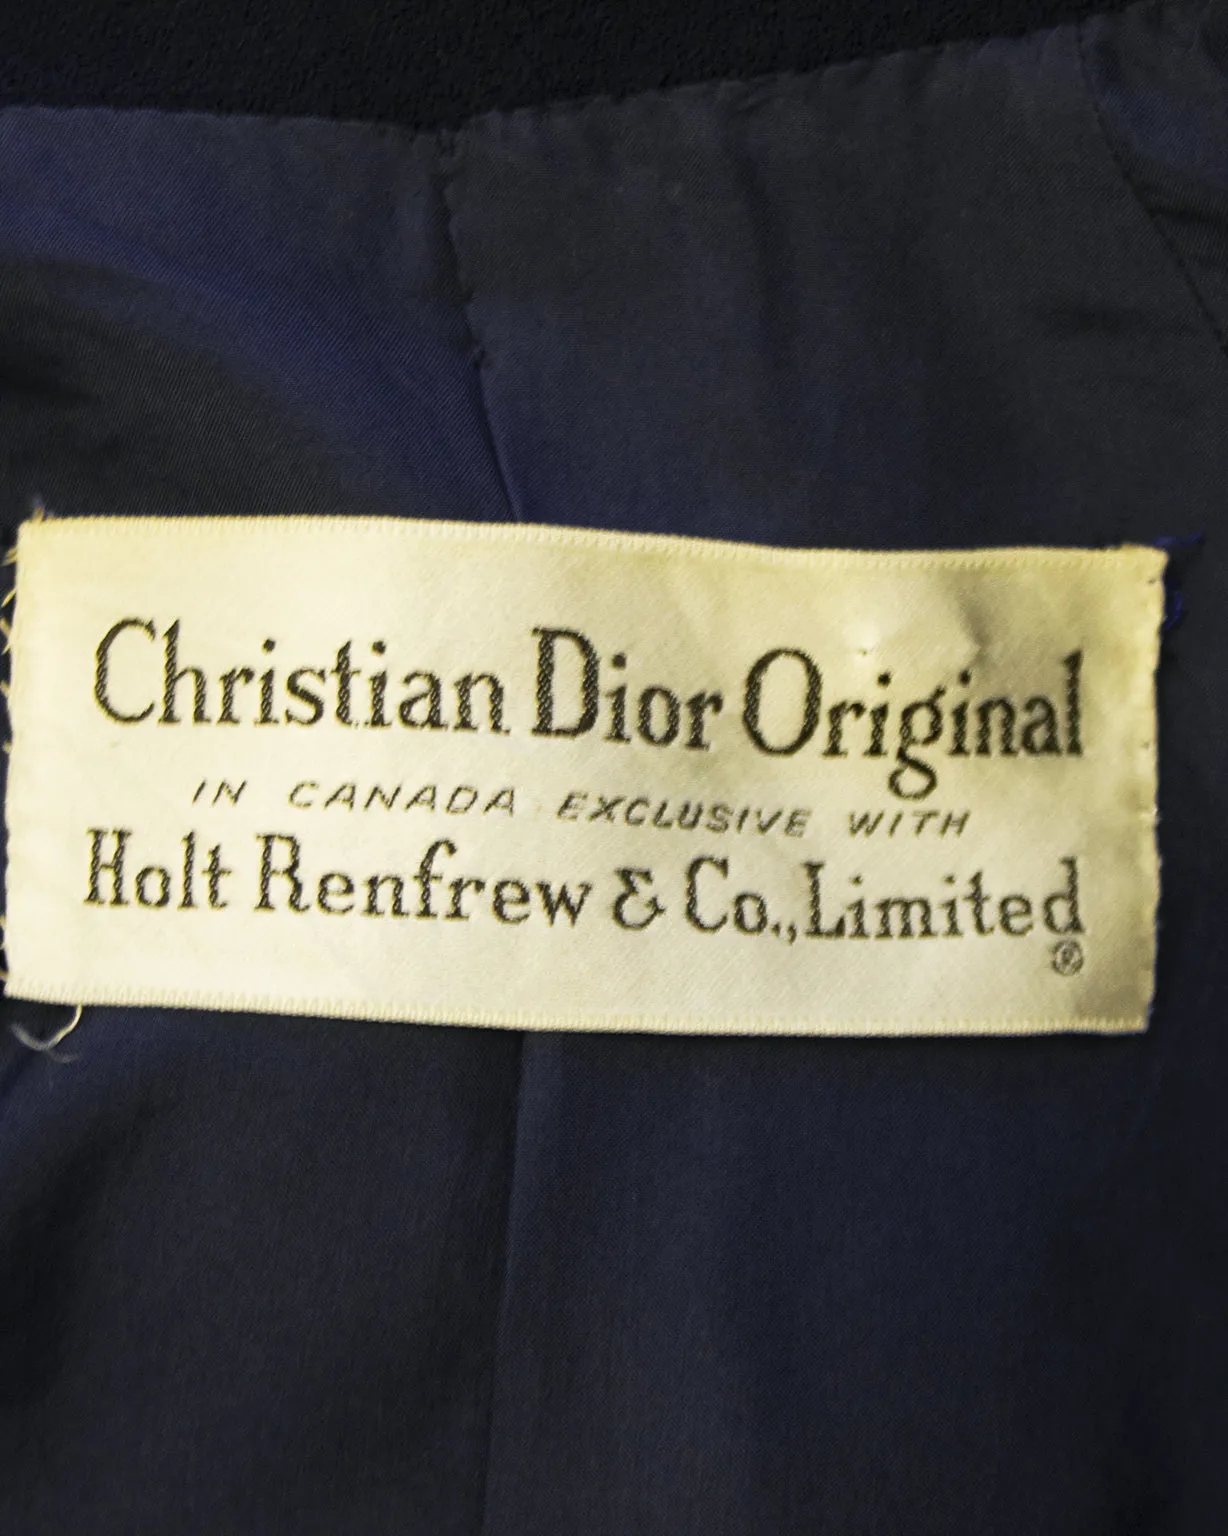 Christian Dior Original
IN CANADA EXCLUSIVE WITH
Holt Renfrew & Co., Limited
®